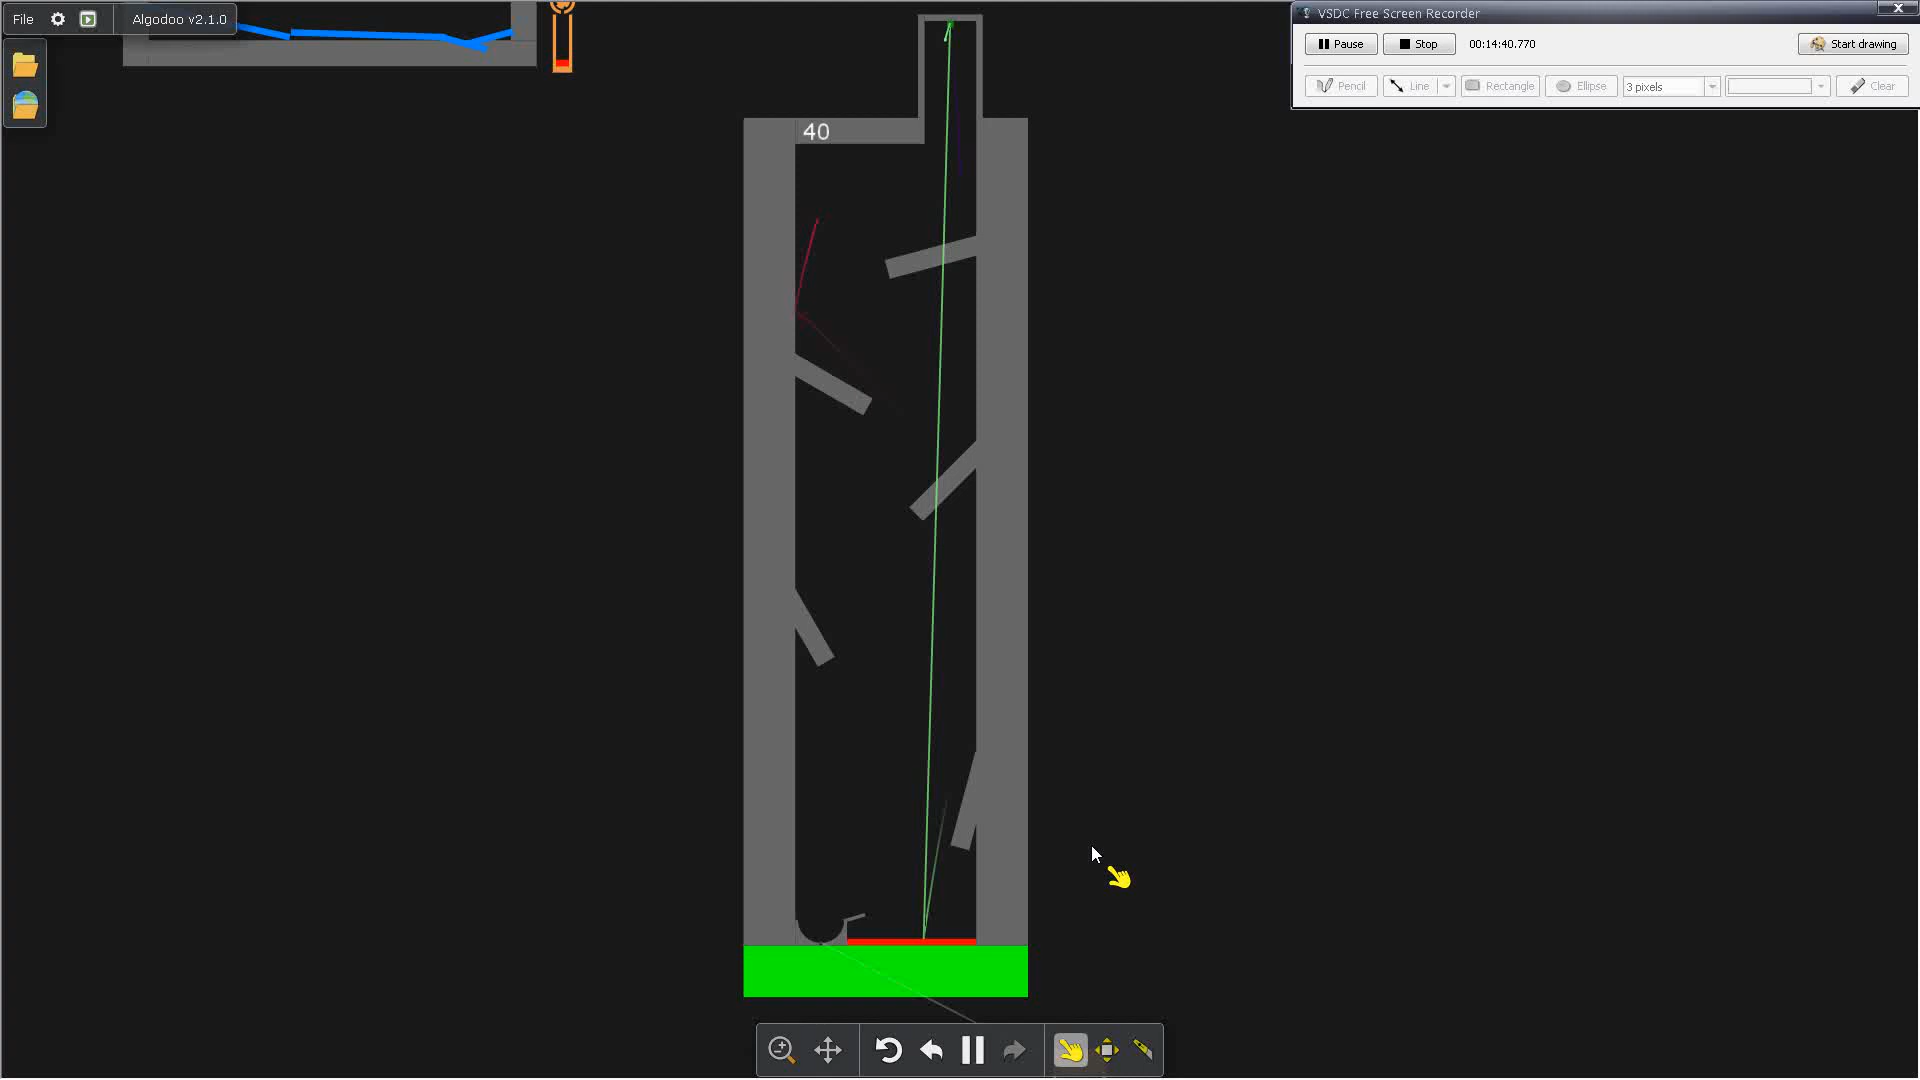 File
Algodoo v2.1.0
VSDC Free Screen Recorder
Pause
Stop
00:14:40.770
Start drawing
Pencil
Line
Rectangle
Ellipse
3 pixels
Clear
40